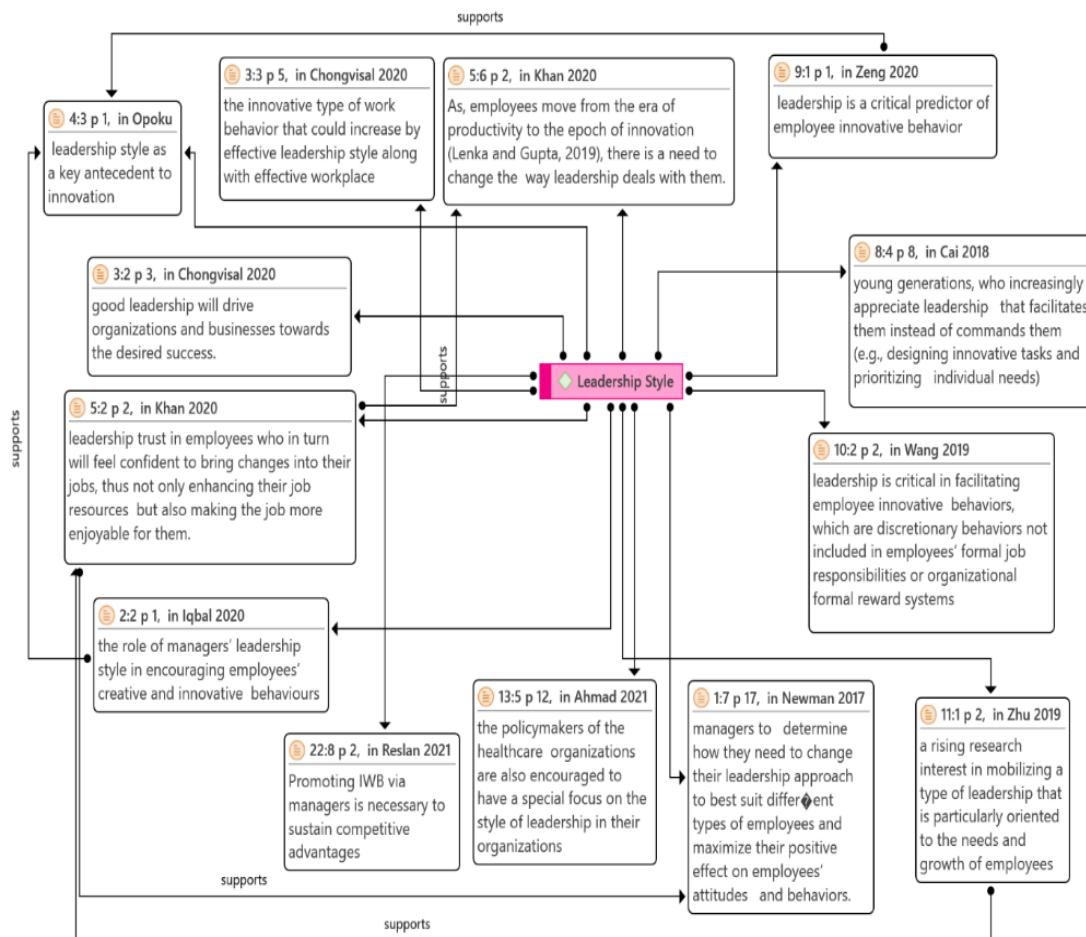 supports
3:3 p 5, in Chongvisal 2020
the innovative type of work
behavior that could increase by
effective leadership style along
with effective workplace
5:6 p 2, in Khan 2020
As, employees move from the era of
productivity to the epoch of innovation
(Lenka and Gupta, 2019), there is a need to
change the way leadership deals with them.
9:1 p 1, in Zeng 2020
leadership is a critical predictor of
employee innovative behavior
4:3 p 1, in Opoku
leadership style as
a key antecedent to
innovation
8:4 p 8, in Cai 2018
young generations, who increasingly
appreciate leadership that facilitates
them instead of commands them
(e.g., designing innovative tasks and
prioritizing individual needs)
3:2 p 3, in Chongvisal 2020
good leadership will drive
organizations and businesses towards
the desired success.
supports
Leadership Style
5:2 p 2, in Khan 2020
leadership trust in employees who in turn
will feel confident to bring changes into their
jobs, thus not only enhancing their job
resources but also making the job more
enjoyable for them.
supports
10:2 p 2, in Wang 2019
leadership is critical in facilitating
employee innovative behaviors,
which are discretionary behaviors not
included in employees' formal job
responsibilities or organizational
formal reward systems
2:2 p 1, in Iqbal 2020
the role of managers' leadership
style in encouraging employees'
creative and innovative behaviours
22:8 p 2, in Reslan 2021
Promoting IWB via
managers is necessary to
sustain competitive
advantages
13:5 p 12, in Ahmad 2021
the policymakers of the
healthcare organizations
are also encouraged to
have a special focus on the
style of leadership in their
organizations
1:7 p 17, in Newman 2017
managers to determine
how they need to change
their leadership approach
to best suit differ�ent
types of employees and
maximize their positive
effect on employees'
attitudes and behaviors.
11:1 p 2, in Zhu 2019
a rising research
interest in mobilizing a
type of leadership that
is particularly oriented
to the needs and
growth of employees
supports
supports